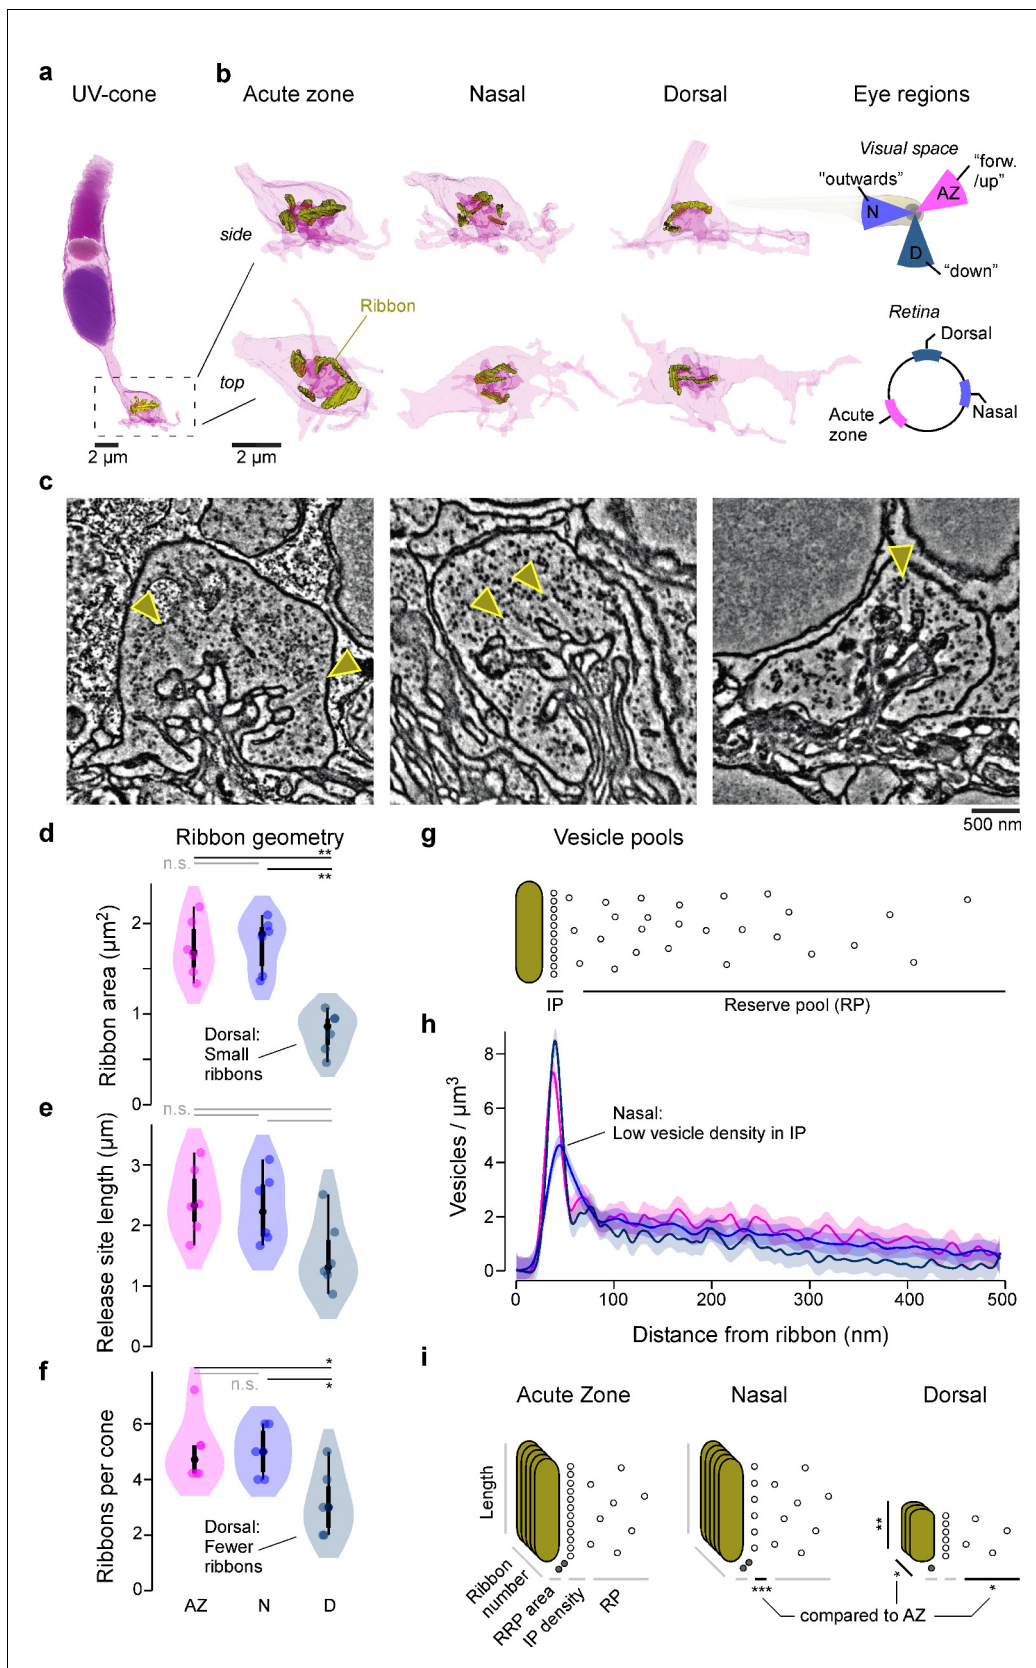 a
UV-cone
2 µm
b
Acute zone
Nasal
Dorsal
Eye regions
side
top
Ribbon
2 µm
Visual space
"outwards"
"forw.
/up"
N
AZ
D
"down"
Retina
Dorsal
Nasal
Acute
zone
c
500 nm
d
Ribbon geometry
n.s.
**
**
Ribbon area (µm²)
2
1
0
Dorsal:
Small
ribbons
e
n.s.
Release site length (µm)
3
2
1
0
f
*
n.s.
*
Ribbons per cone
6
4
2
0
Dorsal:
Fewer
ribbons
AZ
N
D
g
Vesicle pools
IP
Reserve pool (RP)
h
Vesicles / µm³
8
6
4
2
0
Nasal:
Low vesicle density in IP
0
100
200
300
400
500
Distance from ribbon (nm)
i
Acute Zone
Nasal
Dorsal
Length
Ribbon
number
RRP area
IP density
RP
***
**
*
*
compared to AZ